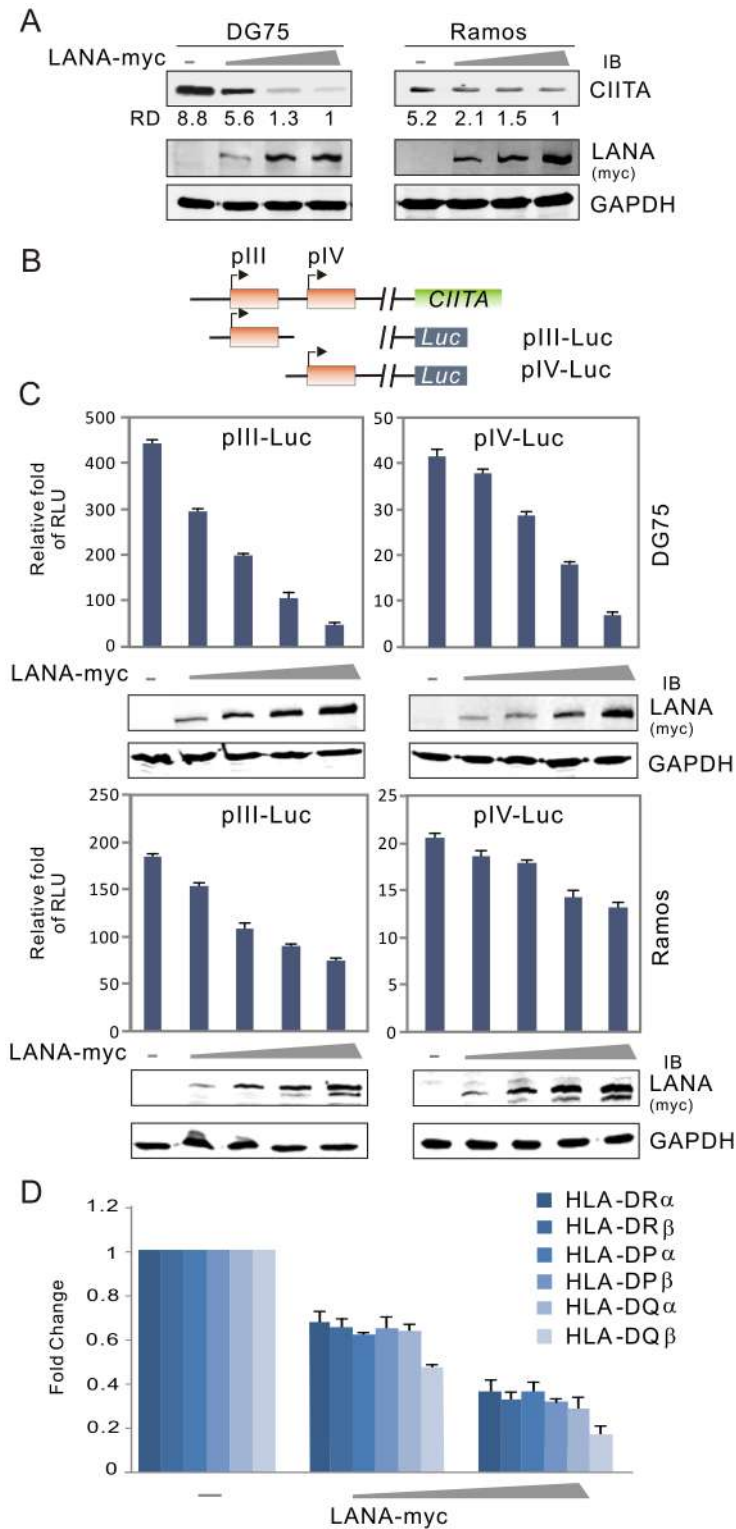 A
DG75
Ramos
LANA-myc
–
–
IB
CIITA
RD
8.8 5.6 1.3 1
5.2 2.1 1.5 1
LANA
(myc)
GAPDH
B
pIII
pIV
CIITA
Luc
pIII-Luc
Luc
pIV-Luc
C
pIII-Luc
Relative fold
of RLU
500
400
300
200
100
0
pIV-Luc
50
40
30
20
10
0
DG75
LANA-myc
–
–
IB
LANA
(myc)
GAPDH
pIII-Luc
Relative fold
of RLU
250
200
150
100
50
0
pIV-Luc
25
20
15
10
5
0
Ramos
LANA-myc
–
–
IB
LANA
(myc)
GAPDH
D
Fold Change
1.2
1
0.8
0.6
0.4
0.2
0
HLA-DRα
HLA-DRβ
HLA-DPα
HLA-DPβ
HLA-DQα
HLA-DQβ
–
LANA-myc